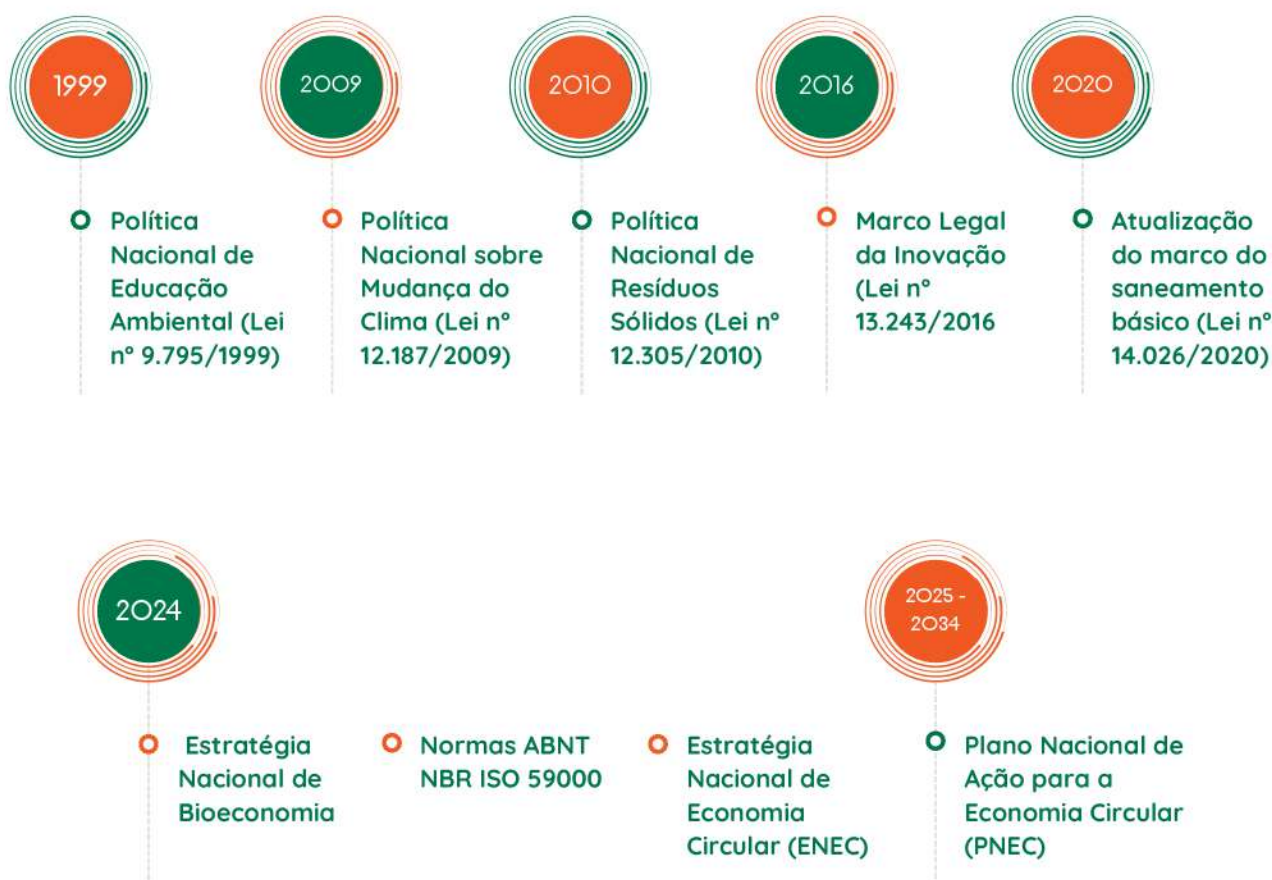 1999
2009
2010
2016
2020
Política
Nacional de
Educação
Ambiental (Lei
nº 9.795/1999)
Política
Nacional sobre
Mudança do
Clima (Lei nº
12.187/2009)
Política
Nacional de
Resíduos
Sólidos (Lei nº
12.305/2010)
Marco Legal
da Inovação
(Lei nº
13.243/2016
Atualização
do marco do
saneamento
básico (Lei nº
14.026/2020)
2024
2025 -
2034
Estratégia
Nacional de
Bioeconomia
Normas ABNT
NBR ISO 59000
Estratégia
Nacional de
Economia
Circular (ENEC)
Plano Nacional de
Ação para a
Economia Circular
(PNEC)